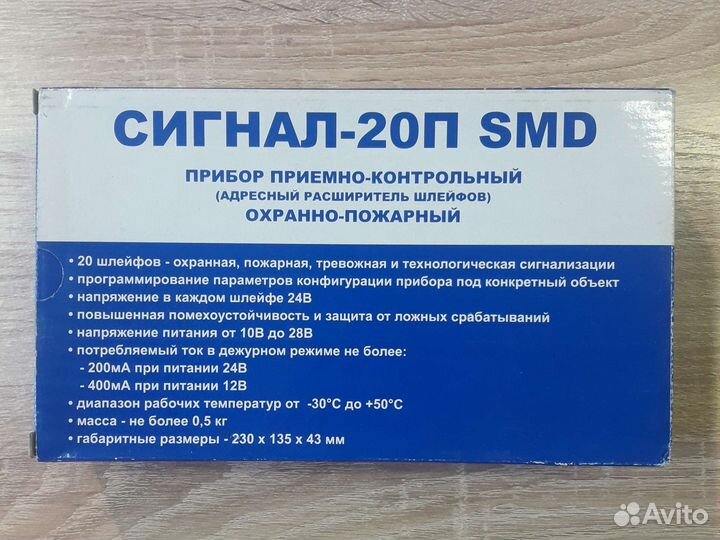 СИГНАЛ-20П SMD
ПРИБОР ПРИЕМНО-КОНТРОЛЬНЫЙ
(АДРЕСНЫЙ РАСШИРИТЕЛЬ ШЛЕЙФОВ)
ОХРАННО-ПОЖАРНЫЙ
• 20 шлейфов - охранная, пожарная, тревожная и технологическая сигнализации
• программирование параметров конфигурации прибора под конкретный объект
• напряжение в каждом шлейфе 24В
• повышенная помехоустойчивость и защита от ложных срабатываний
• напряжение питания от 10В до 28В
• потребляемый ток в дежурном режиме не более:
- 200мА при питании 24В
- 400мА при питании 12В
• диапазон рабочих температур от -30°С до +50°С
• масса - не более 0,5 кг
• габаритные размеры - 230 х 135 х 43 мм
Avito